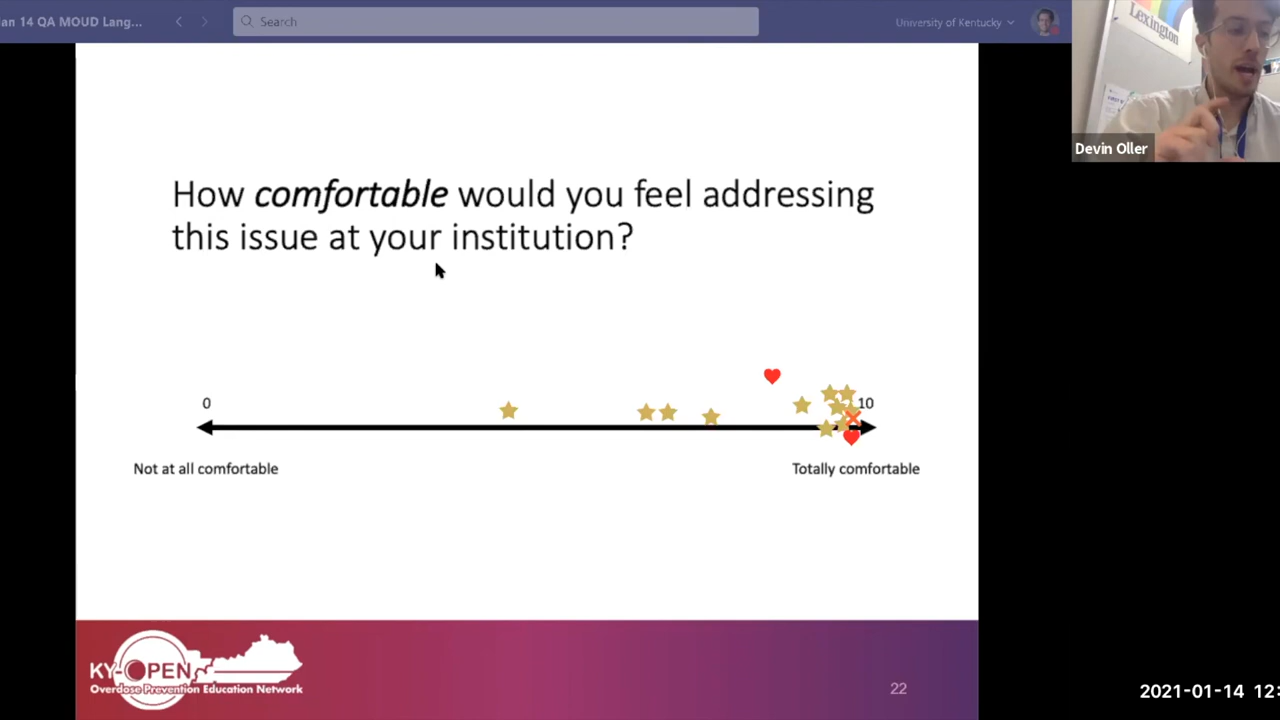 an 14 QA MOUD Lang...
Search
University of Kentucky
Lexington
Devin Oller
How comfortable would you feel addressing
this issue at your institution?
0
10
Not at all comfortable
Totally comfortable
KY-OPEN
Overdose Prevention Education Network
22
2021-01-14 12: